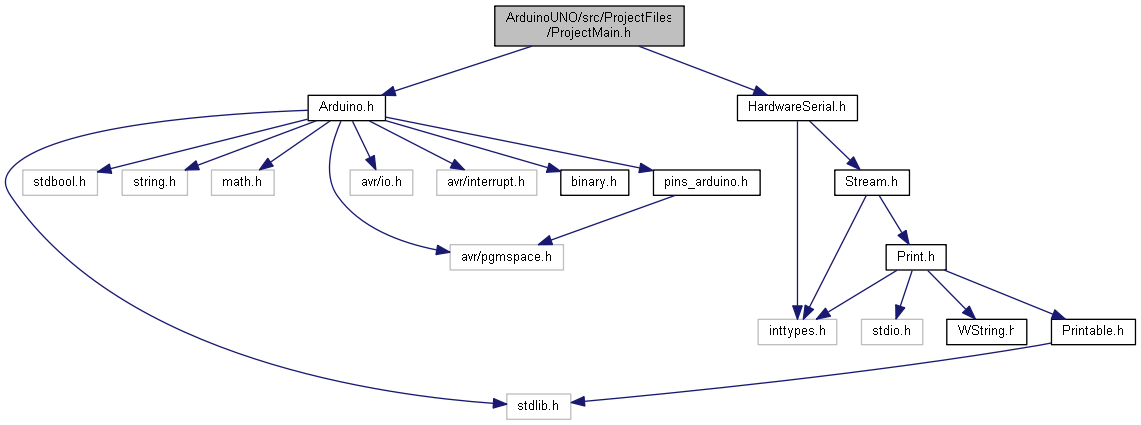 ArduinoUNO/src/ProjectFiles
/ProjectMain.h
Arduino.h
HardwareSerial.h
stdbool.h
string.h
math.h
avr/io.h
avr/interrupt.h
binary.h
pins_arduino.h
Stream.h
avr/pgmspace.h
Print.h
inttypes.h
stdio.h
WString.h
Printable.h
stdlib.h